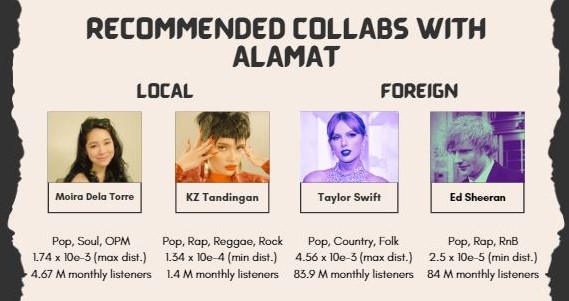 RECOMMENDED COLLABS WITH
ALAMAT
LOCAL
FOREIGN
Moira Dela Torre
KZ Tandingan
Taylor Swift
Ed Sheeran
Pop, Soul, OPM
1.74 x 10e-3 (max dist.)
4.67 M monthly listeners
Pop, Rap, Reggae, Rock
1.34 x 10e-4 (min dist.)
1.4 M monthly listeners
Pop, Country, Folk
4.56 x 10e-3 (max dist.)
83.9 M monthly listeners
Pop, Rap, RnB
2.5 x 10e-5 (min dist.)
84 M monthly listeners